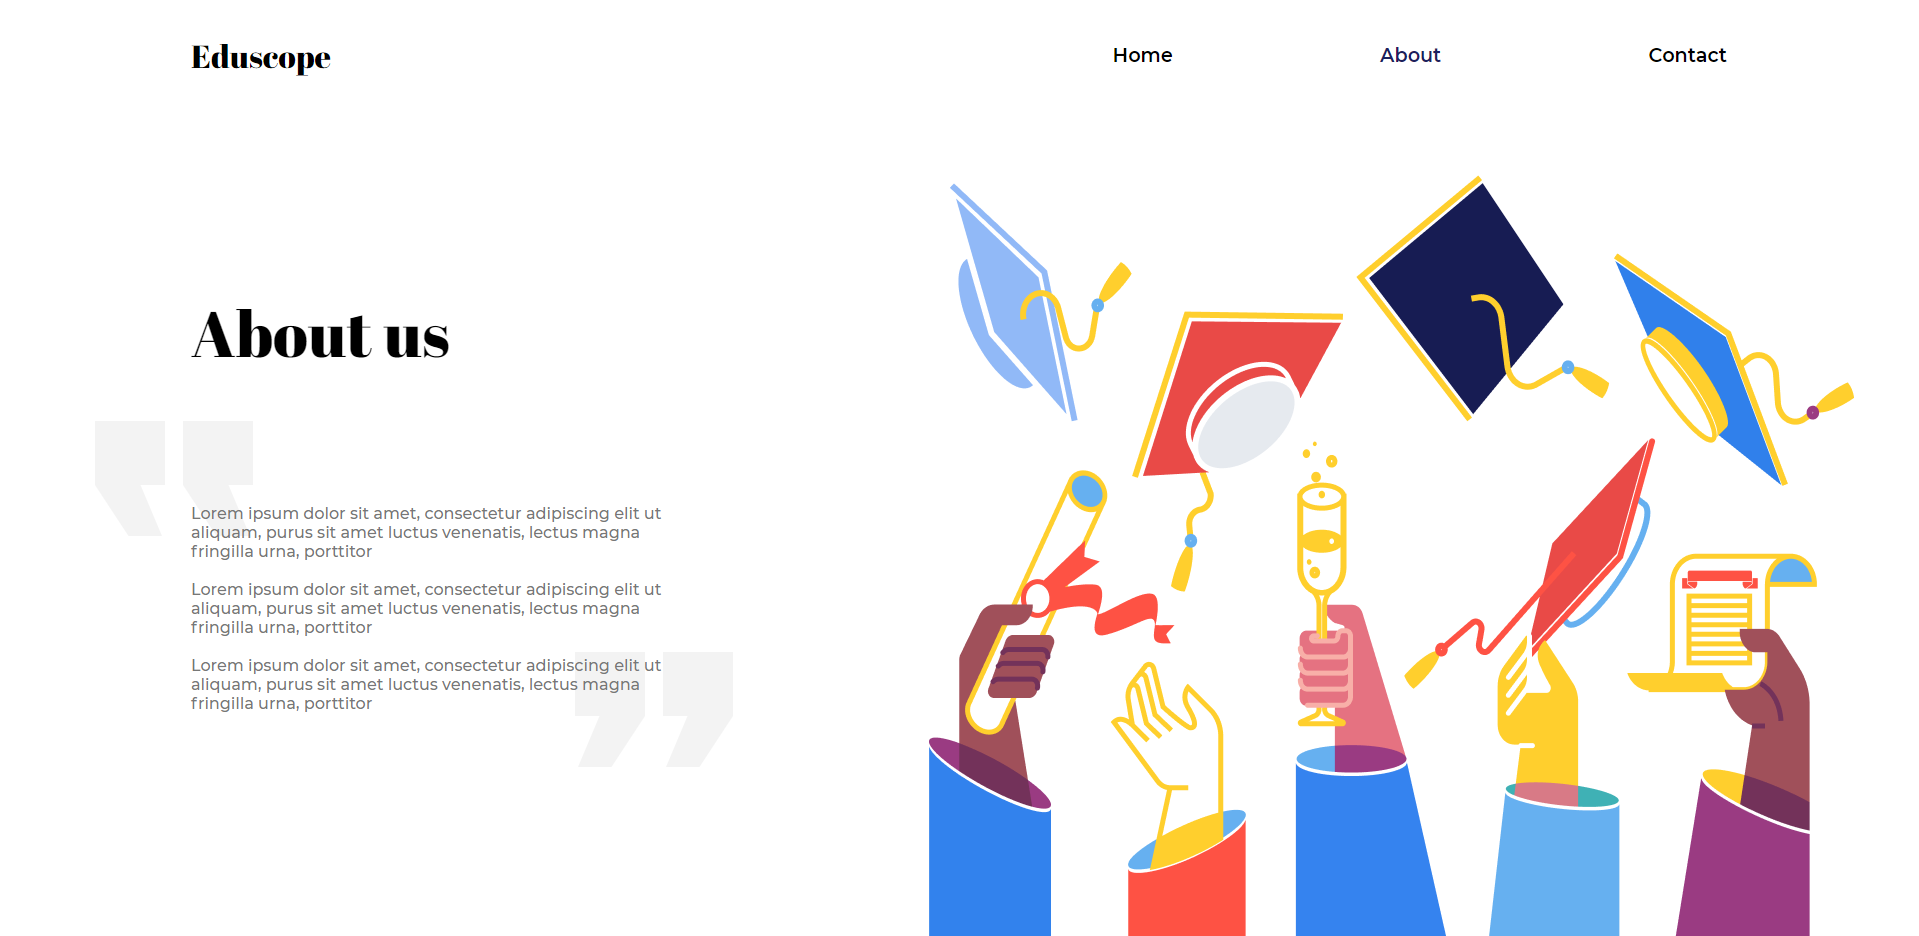 Eduscope
Home
About
Contact
About us
Lorem ipsum dolor sit amet, consectetur adipiscing elit ut
aliquam, purus sit amet luctus venenatis, lectus magna
fringilla urna, porttitor
Lorem ipsum dolor sit amet, consectetur adipiscing elit ut
aliquam, purus sit amet luctus venenatis, lectus magna
fringilla urna, porttitor
Lorem ipsum dolor sit amet, consectetur adipiscing elit ut
aliquam, purus sit amet luctus venenatis, lectus magna
fringilla urna, porttitor